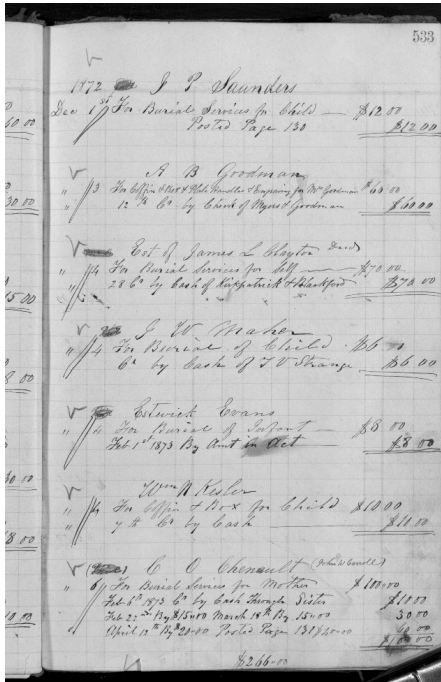 533
1872 J P Saunders
Dec 1st For Burial Services for Child $12.00
Posted Page 130 $12.00
A B Goodman
" 3 For Coffin & Box & Plate Handles & Engraving for Mrs Goodman $60.00
" 12th Cr by Check of Myers & Goodman $60.00
Est of James L Clayton Decd
" 4 For Burial Services for Self $70.00
" 28 Cr by Cash of Kirkpatrick & Blackford $70.00
J W Maher
" 4 For Burial of Child $6
" Cr by Cash of T V Strange $6.00
Estwick Evans
" 4 For Burial of Infant $8.00
" Feb 1st 1873 By Amt on Act $8.00
Wm N Kesler
" 4 For Coffin & Box for Child $10.00
" 7th Cr by Cash $10.00
C O Chenault
" 6 For Burial Services for Mother $100.00
Feb 6th 1873 Cr by Cash Through Sister $10.00
Feb 22nd By $15.00 March 18th By 15.00 30.00
April 12th By $20.00 Posted Page 131 $40.00
$266.00